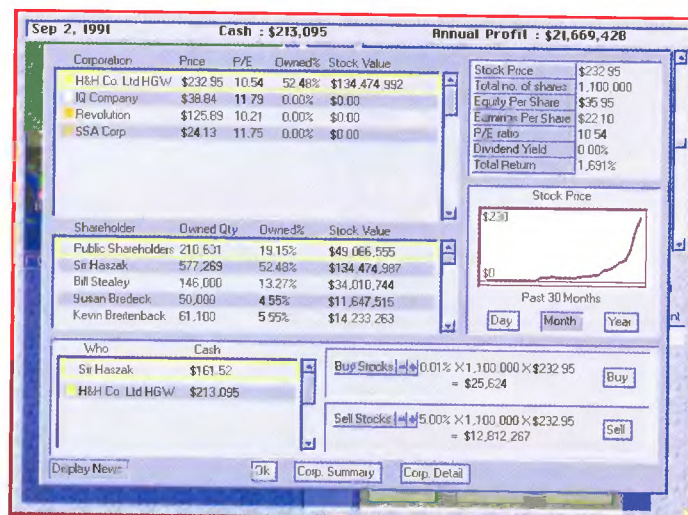 Sep 2, 1991 Cash : $213,095 Annual Profit : $21,669,428
Corporation Price P/E Owned% Stock Value
H&H Co. Ltd HGW $232.95 10.54 52.48% $134,474,992
IQ Company $38.84 11.79 0.00% $0.00
Revolution $125.89 10.21 0.00% $0.00
SSA Corp $24.13 11.75 0.00% $0.00
Stock Price $232.95
Total no. of shares 1,100,000
Equity Per Share $35.95
Earnings Per Share $22.10
P/E ratio 10.54
Dividend Yield 0.00%
Total Return 1,691%
Stock Price
$230
$0
Past 30 Months
Day Month Year
Shareholder Owned Qty Owned% Stock Value
Public Shareholders 210,631 19.15% $49,066,555
Sir Haszak 577,269 52.48% $134,474,987
Bill Stealey 146,000 13.27% $34,010,744
Susan Bredeck 50,000 4.55% $11,647,515
Kevin Breitenback 61,100 5.55% $14,233,263
nt
Who Cash
Sir Haszak $161.52
H&H Co. Ltd HGW $213,095
Buy Stocks 0.01% X 1,100,000 X $232.95
= $25,624
Buy
Sell Stocks 5.00% X 1,100,000 X $232.95
= $12,812,267
Sell
Display News Ok Corp. Summary Corp. Detail